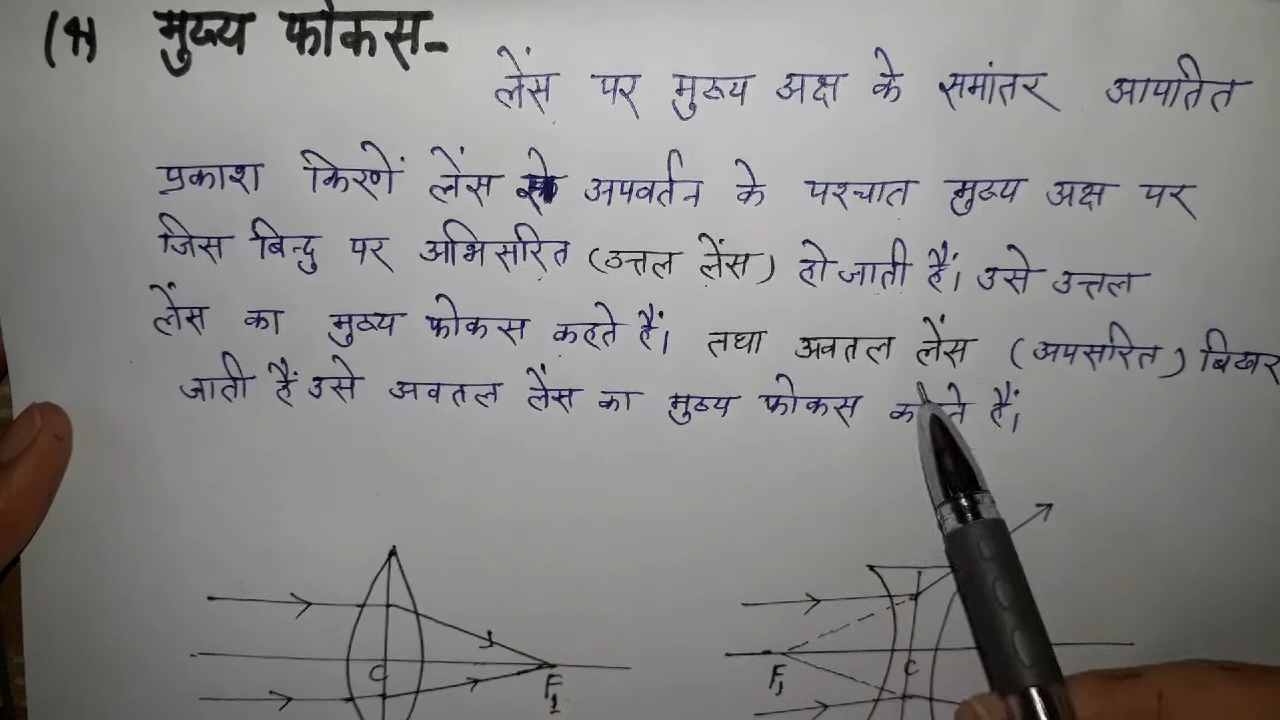 (4) मुख्य फोकस-
लेंस पर मुख्य अक्ष के समांतर आपतित
प्रकाश किरणें लेंस से अपवर्तन के पश्चात मुख्य अक्ष पर
जिस बिन्दु पर अभिसरित (उत्तल लेंस) हो जाती हैं। उसे उत्तल
लेंस का मुख्य फोकस कहते हैं। तथा अवतल लेंस (अपसरित) बिखर
जाती हैं उसे अवतल लेंस का मुख्य फोकस कहते हैं।
C F₁
F₁ C